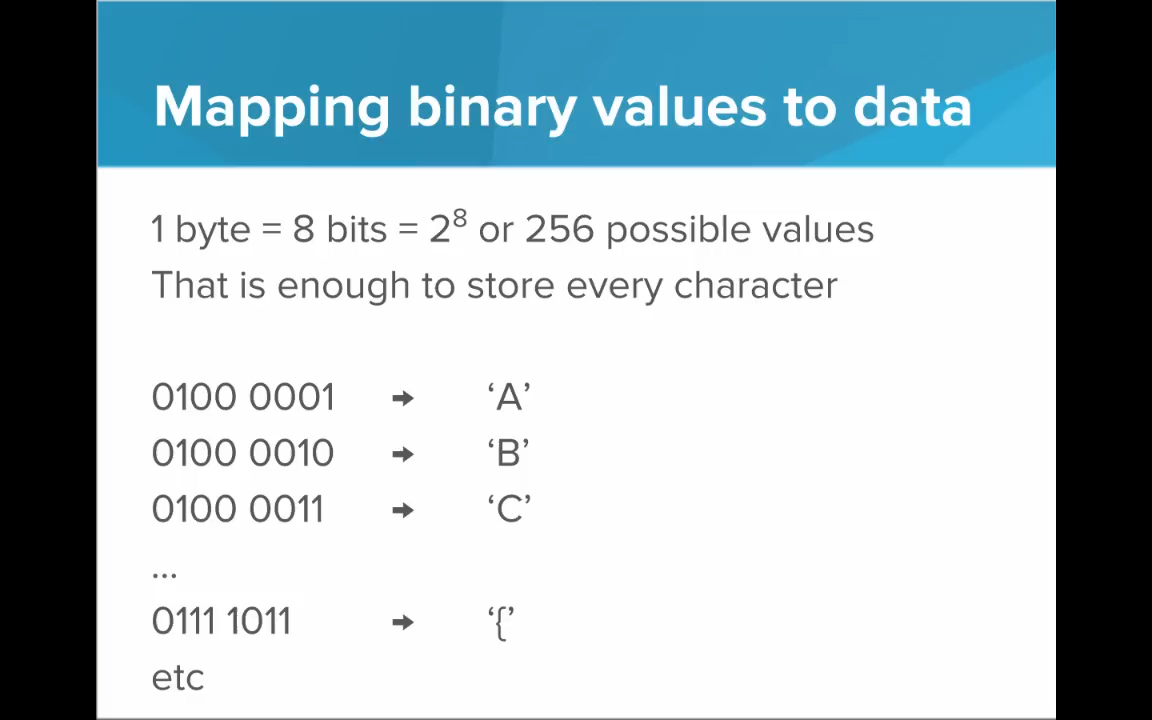 Mapping binary values to data
1 byte = 8 bits = 2⁸ or 256 possible values
That is enough to store every character
0100 0001 ➡ ‘A’
0100 0010 ➡ ‘B’
0100 0011 ➡ ‘C’
...
0111 1011 ➡ ‘{’
etc